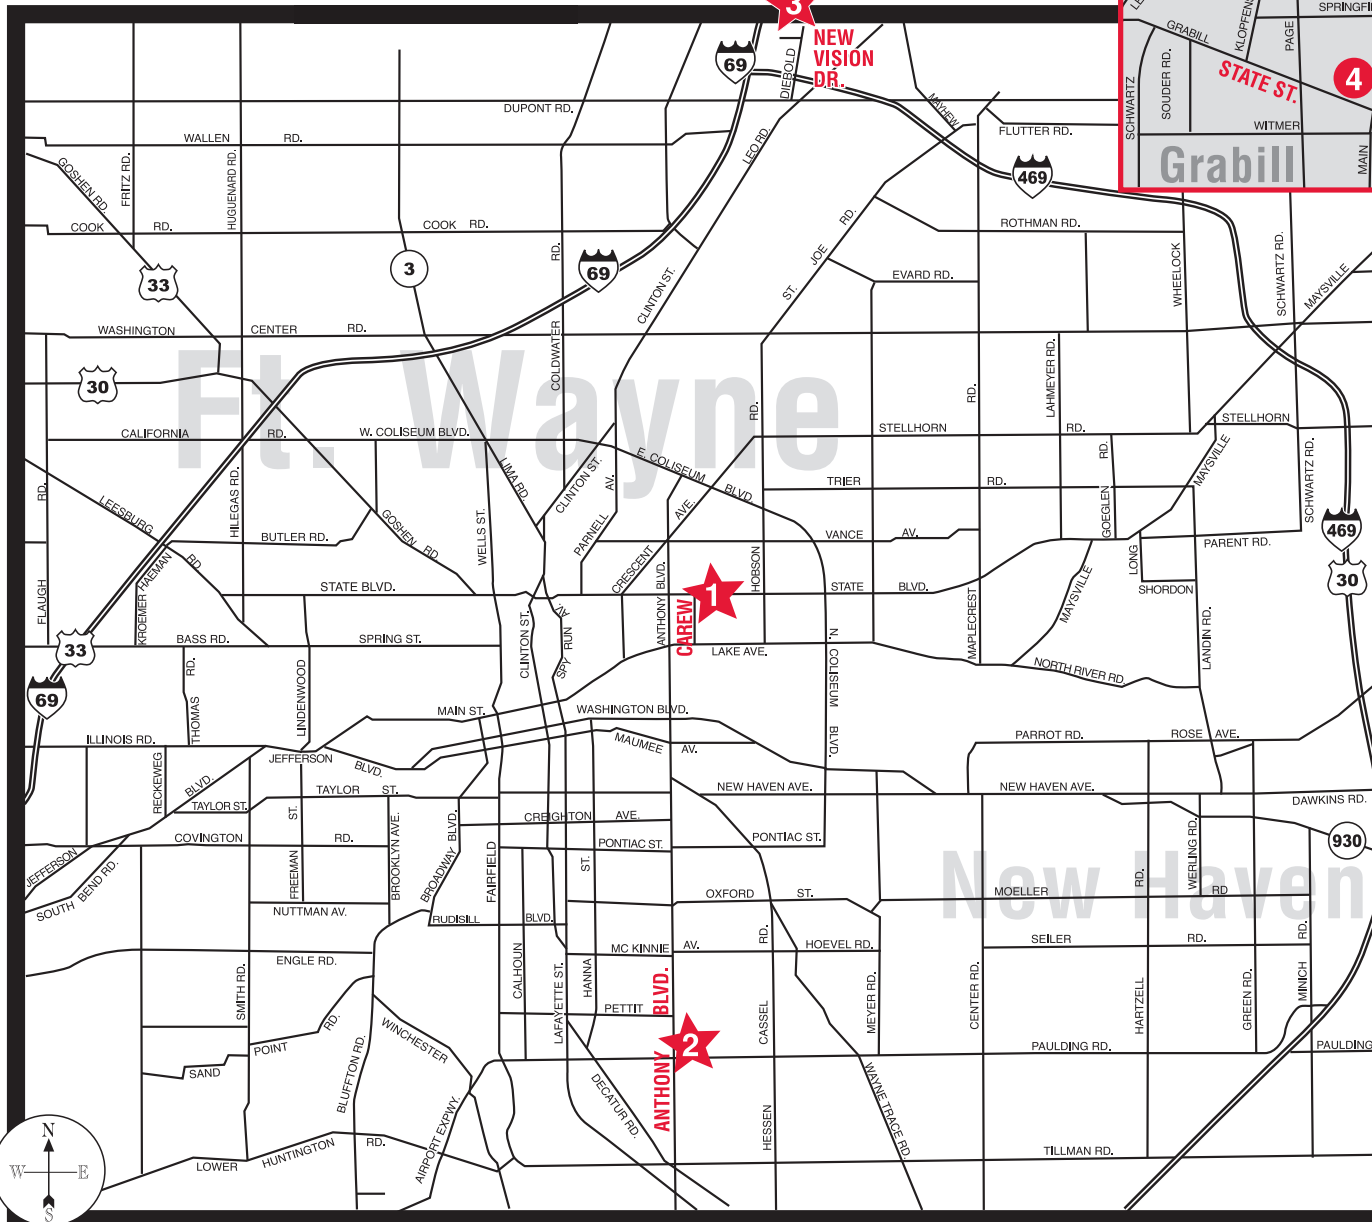 3
NEW
VISION
DR.
69
DIEBOLD
SPRINGFI
KLOPFENS
PAGE
GRABILL
SOUDER RD.
STATE ST.
4
SCHWARTZ
WITMER
MAIN
Grabill
DUPONT RD.
MAYHEW
FLUTTER RD.
WALLEN RD.
LEO RD.
469
GOSHEN RD.
FRITZ RD.
HUGUENARD RD.
COOK RD.
COOK RD.
ROTHMAN RD.
33
3
69
RD.
CLINTON ST.
ST. JOE RD.
EVARD RD.
WHEELOCK
SCHWARTZ RD.
MAYSVILLE
WASHINGTON CENTER RD.
COLDWATER
30
Ft. Wayne
RD.
RD.
LAHMEYER RD.
CALIFORNIA RD.
W. COLISEUM BLVD.
E. COLISEUM BLVD.
STELLHORN RD.
STELLHORN
LIMA RD.
CLINTON ST.
AV.
PARNELL
TRIER RD.
GOEGLEN RD.
MAYSVILLE
SCHWARTZ RD.
RD.
LEESBURG RD.
HILEGAS RD.
GOSHEN RD.
WELLS ST.
CRESCENT AVE.
VANCE AV.
469
BUTLER RD.
PARENT RD.
LONG
30
FLAUGH
KROEMER
HAEMAN
STATE BLVD.
ANTHONY BLVD.
1
HOBSON
STATE BLVD.
MAPLECREST
MAYSVILLE
SHORDON
33
BASS RD.
SPRING ST.
CLINTON ST.
SPY RUN AV.
CAREW
LAKE AVE.
N. COLISEUM BLVD.
LANDIN RD.
NORTH RIVER RD.
69
THOMAS RD.
LINDENWOOD
MAIN ST.
WASHINGTON BLVD.
ILLINOIS RD.
JEFFERSON BLVD.
MAUMEE AV.
PARROT RD.
ROSE AVE.
RECKEWEG
BLVD.
TAYLOR ST.
TAYLOR ST.
NEW HAVEN AVE.
NEW HAVEN AVE.
DAWKINS RD.
COVINGTON RD.
ST.
FREEMAN
BROOKLYN AVE.
BROADWAY BLVD.
FAIRFIELD
CREIGHTON AVE.
PONTIAC ST.
PONTIAC ST.
WERLING RD.
930
JEFFERSON
SOUTH BEND RD.
NUTTMAN AV.
RUDISILL BLVD.
ST.
OXFORD ST.
MOELLER RD
RD.
New Haven
ENGLE RD.
MC KINNIE AV.
RD.
HOEVEL RD.
SEILER RD.
RD.
SMITH RD.
CALHOUN
LAFAYETTE ST.
HANNA
PETTIT
ANTHONY BLVD.
2
CASSEL
MEYER RD.
CENTER RD.
HARTZELL
GREEN RD.
MINICH
SAND POINT RD.
BLUFFTON RD.
WINCHESTER
PAULDING RD.
PAULDING
DECATUR RD.
HESSEN
WAYNE TRACE RD.
AIRPORT EXPWY.
LOWER HUNTINGTON RD.
TILLMAN RD.
N
W E
S